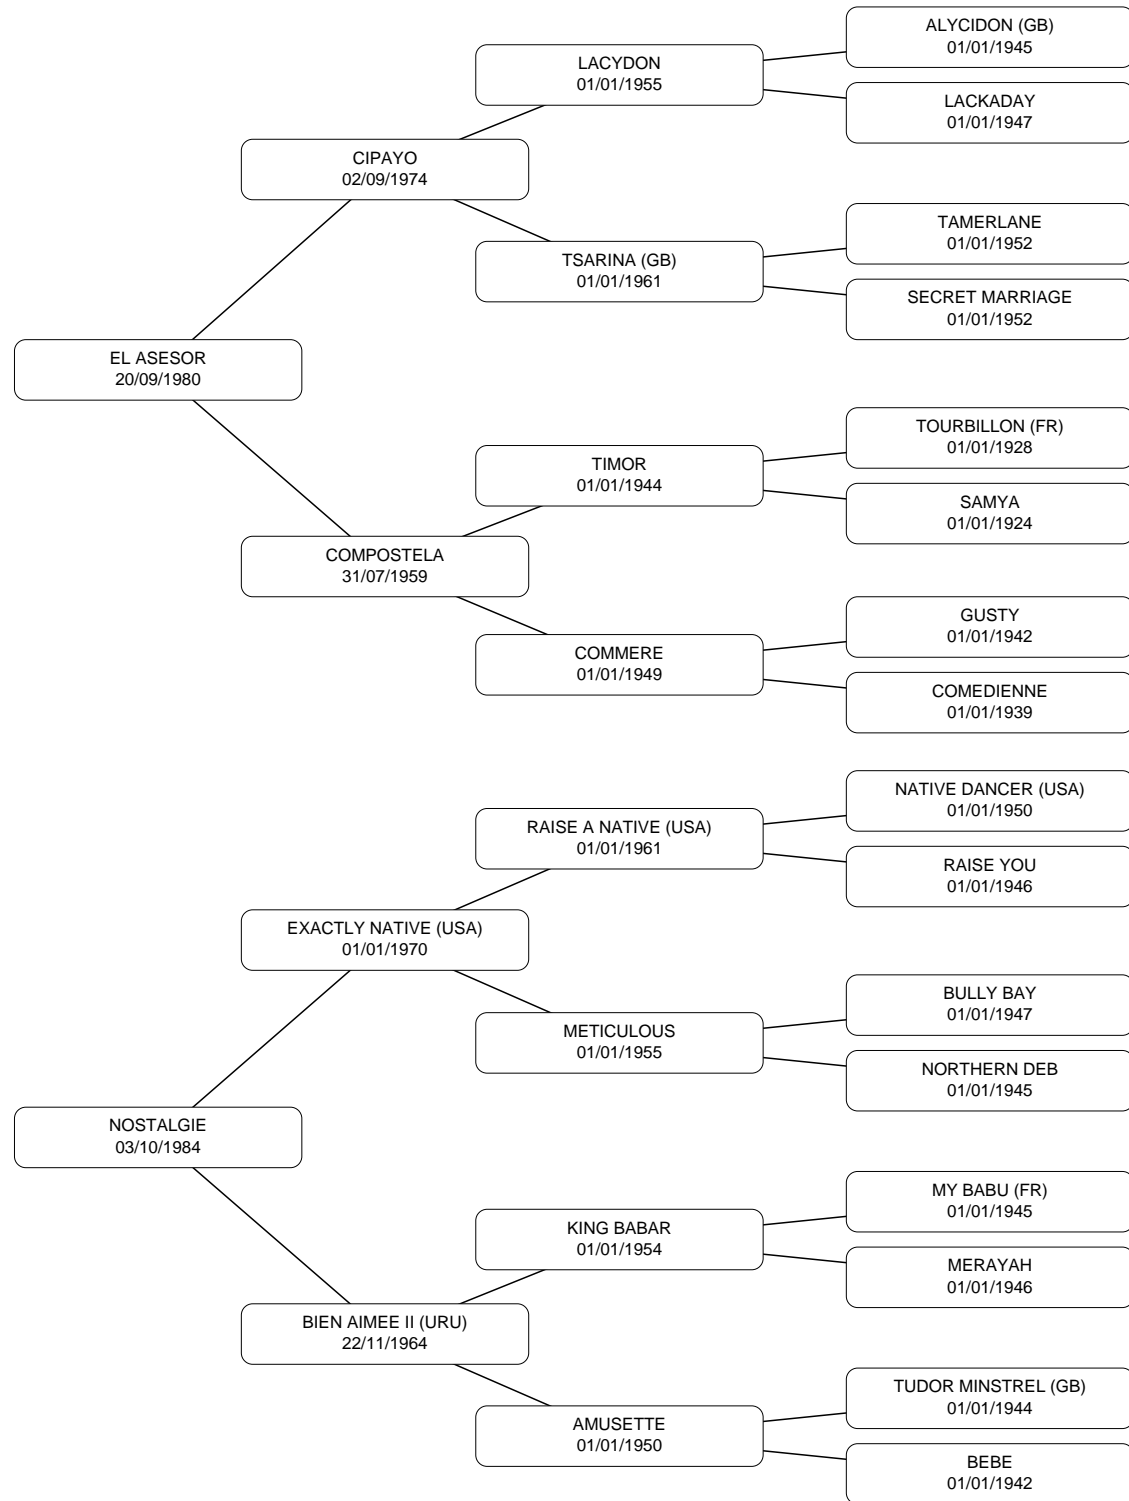 ALYCIDON (GB)
01/01/1945
LACYDON
01/01/1955
LACKADAY
01/01/1947
CIPAYO
02/09/1974
TAMERLANE
01/01/1952
TSARINA (GB)
01/01/1961
SECRET MARRIAGE
01/01/1952
EL ASESOR
20/09/1980
TOURBILLON (FR)
01/01/1928
TIMOR
01/01/1944
SAMYA
01/01/1924
COMPOSTELA
31/07/1959
GUSTY
01/01/1942
COMMERE
01/01/1949
COMEDIENNE
01/01/1939
NATIVE DANCER (USA)
01/01/1950
RAISE A NATIVE (USA)
01/01/1961
RAISE YOU
01/01/1946
EXACTLY NATIVE (USA)
01/01/1970
BULLY BAY
01/01/1947
METICULOUS
01/01/1955
NORTHERN DEB
01/01/1945
NOSTALGIE
03/10/1984
MY BABU (FR)
01/01/1945
KING BABAR
01/01/1954
MERAYAH
01/01/1946
BIEN AIMEE II (URU)
22/11/1964
TUDOR MINSTREL (GB)
01/01/1944
AMUSETTE
01/01/1950
BEBE
01/01/1942